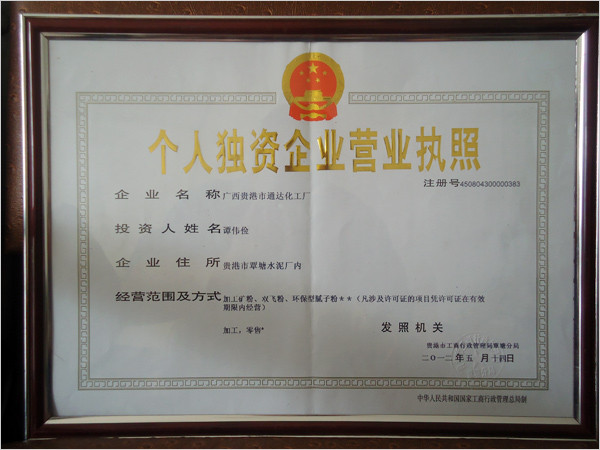 个人独资企业营业执照
注册号450804300000083
企业名称 广西贵港市通达化工厂
投资人姓名 谭伟俭
企业住所 贵港市覃塘水泥厂内
经营范围及方式 加工矿粉、双飞粉、环保型腻子粉**（凡涉及许可证的项目凭许可证在有效
期限内经营）
加工，零售*
发照机关
贵港市工商行政管理局覃塘分局
二〇一二年五月十四日
中华人民共和国国家工商行政管理总局制